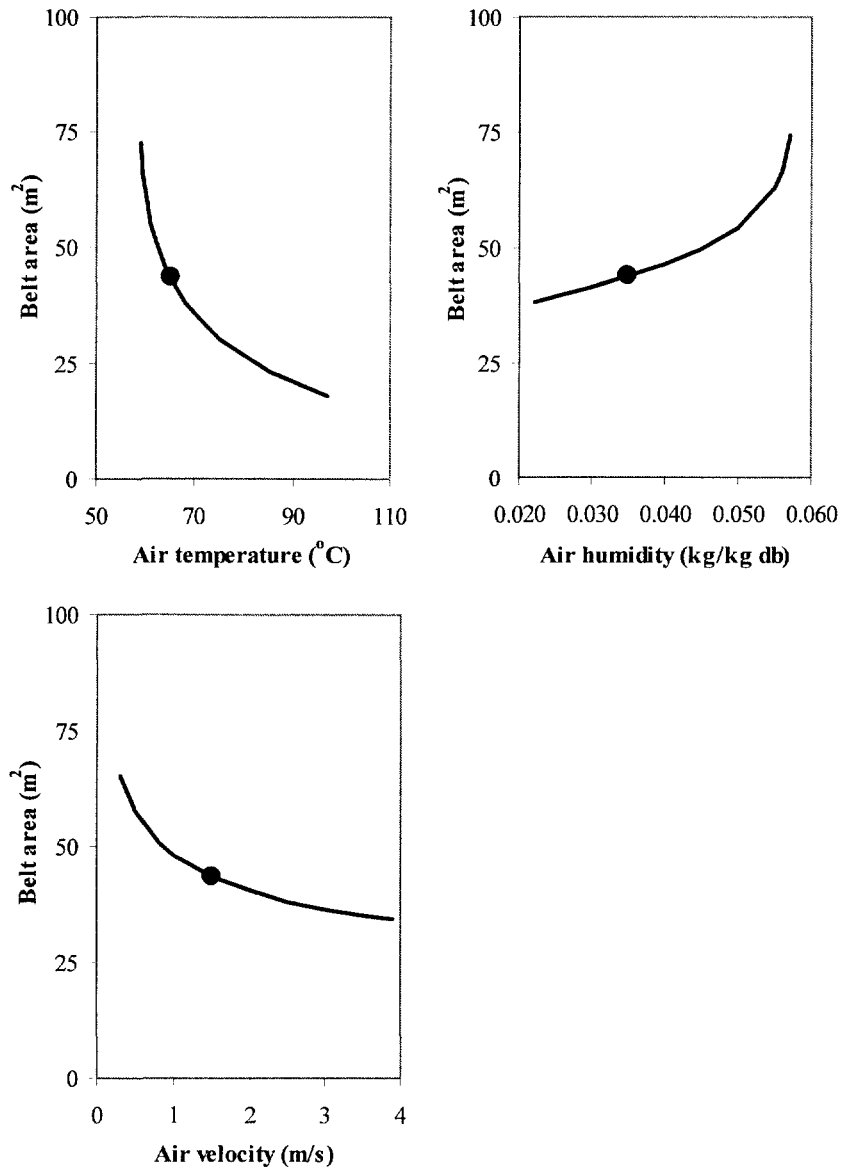 100
75
50
25
0
Belt area (m²)
50 70 90 110
Air temperature (°C)
100
75
50
25
0
Belt area (m²)
0.020 0.030 0.040 0.050 0.060
Air humidity (kg/kg db)
100
75
50
25
0
Belt area (m²)
0 1 2 3 4
Air velocity (m/s)